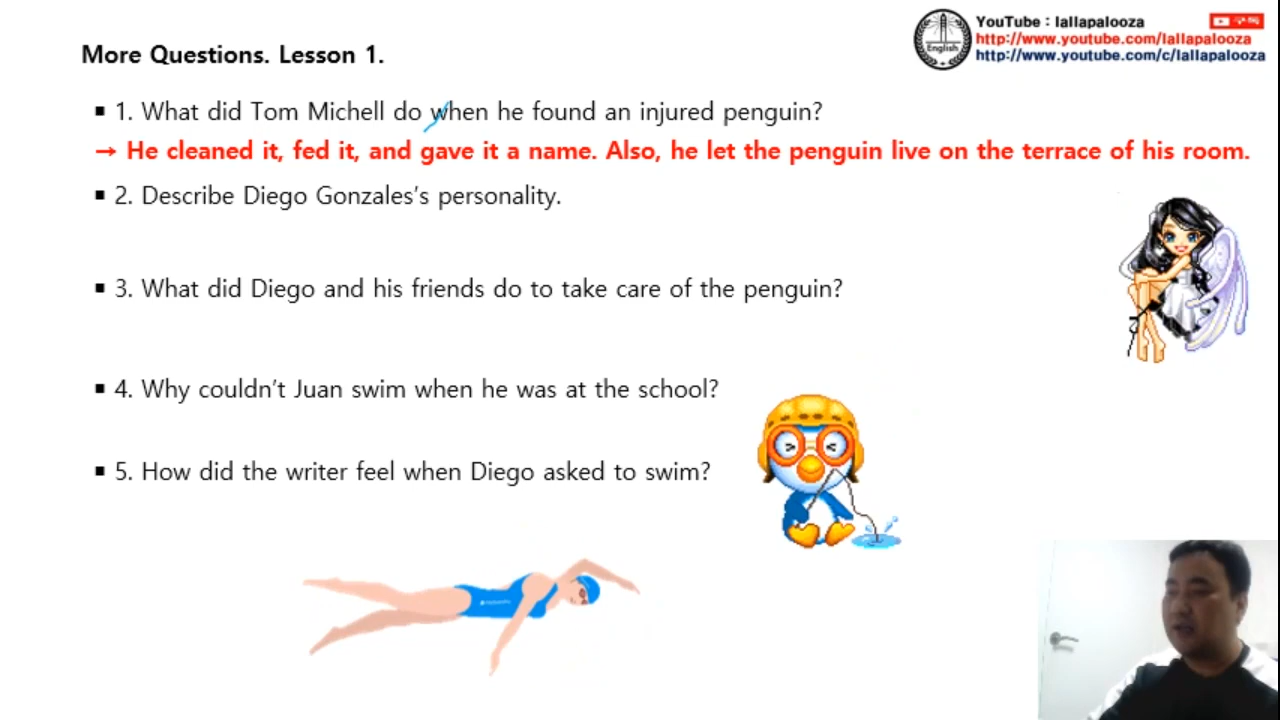 YouTube : lallapalooza
구독
http://www.youtube.com/lallapalooza
http://www.youtube.com/c/lallapalooza
English
More Questions. Lesson 1.
▪ 1. What did Tom Michell do when he found an injured penguin?
→ He cleaned it, fed it, and gave it a name. Also, he let the penguin live on the terrace of his room.
▪ 2. Describe Diego Gonzales's personality.
▪ 3. What did Diego and his friends do to take care of the penguin?
▪ 4. Why couldn't Juan swim when he was at the school?
▪ 5. How did the writer feel when Diego asked to swim?